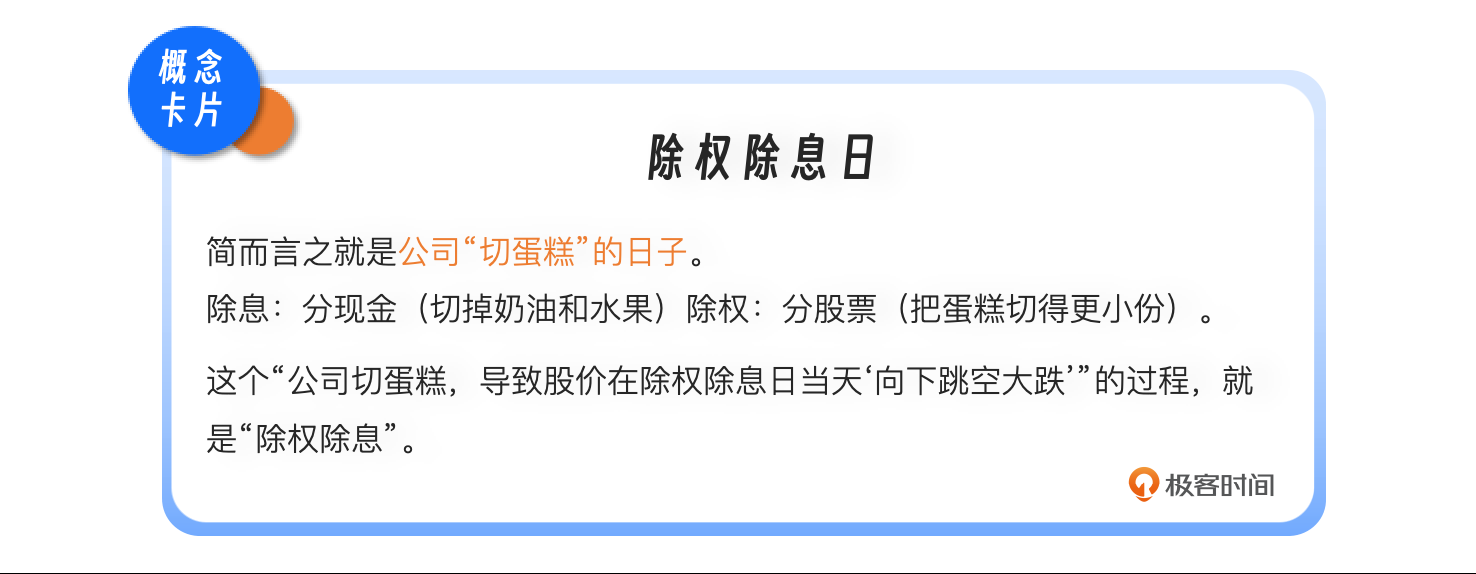 概念
卡片
除权除息日
简而言之就是公司“切蛋糕”的日子。
除息：分现金（切掉奶油和水果）除权：分股票（把蛋糕切得更小份）。
这个“公司切蛋糕，导致股价在除权除息日当天‘向下跳空大跌’”的过程，就
是“除权除息”。
极客时间